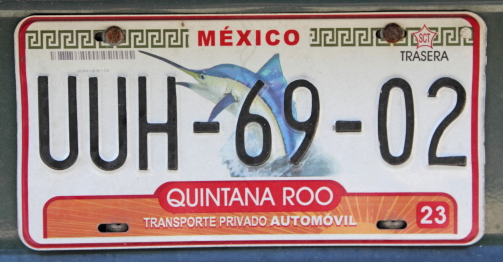 MÉXICO
SCT
TRASERA
UUH-69-02
QUINTANA ROO
TRANSPORTE PRIVADO AUTOMÓVIL
23